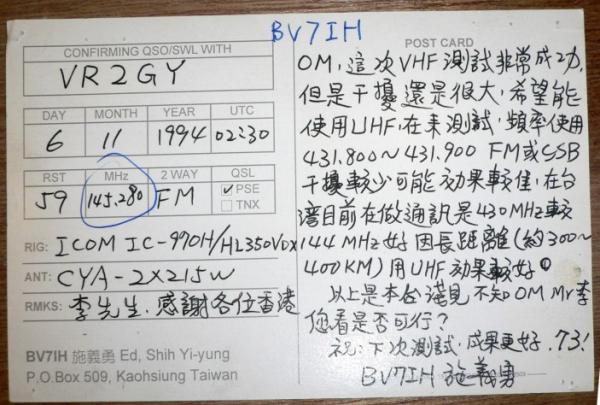 BV7IH
CONFIRMING QSO/SWL WITH
VR2GY
DAY MONTH YEAR UTC
6 11 1994 02:30
RST MHz 2 WAY QSL
59 145.280 FM ☑PSE
☐TNX
RIG: ICOM IC-970H/HL350VDX
ANT: CYA-2X215W
RMKS: 李先生.感謝各位香港
BV7IH 施義勇 Ed, Shih Yi-yung
P.O.Box 509, Kaohsiung Taiwan
POST CARD
OM,這次VHF測試非常成功,
但是干擾還是很大,希望能
使用UHF,在來測試,頻率使用
431.800～431.900 FM或SSB
干擾較少可能効果較佳,在台
灣目前在做通訊是430MHz較
144MHz好 因長距離(約300～
400KM)用UHF効果較好。
以上是本台淺見不知OM Mr李
您看是否可行?
祝:下次測試,成果更好.73!
BV7IH 施義勇